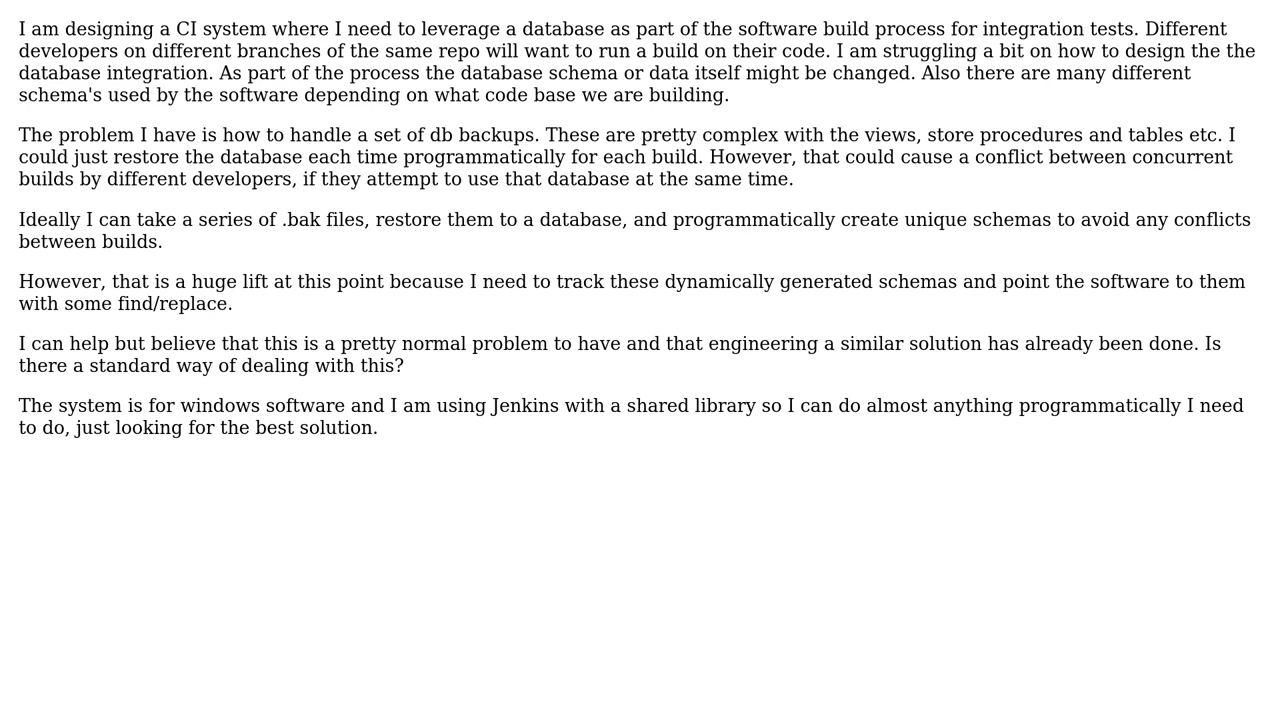 I am designing a CI system where I need to leverage a database as part of the software build process for integration tests. Different
developers on different branches of the same repo will want to run a build on their code. I am struggling a bit on how to design the the
database integration. As part of the process the database schema or data itself might be changed. Also there are many different
schema's used by the software depending on what code base we are building.
The problem I have is how to handle a set of db backups. These are pretty complex with the views, store procedures and tables etc. I
could just restore the database each time programmatically for each build. However, that could cause a conflict between concurrent
builds by different developers, if they attempt to use that database at the same time.
Ideally I can take a series of .bak files, restore them to a database, and programmatically create unique schemas to avoid any conflicts
between builds.
However, that is a huge lift at this point because I need to track these dynamically generated schemas and point the software to them
with some find/replace.
I can help but believe that this is a pretty normal problem to have and that engineering a similar solution has already been done. Is
there a standard way of dealing with this?
The system is for windows software and I am using Jenkins with a shared library so I can do almost anything programmatically I need
to do, just looking for the best solution.